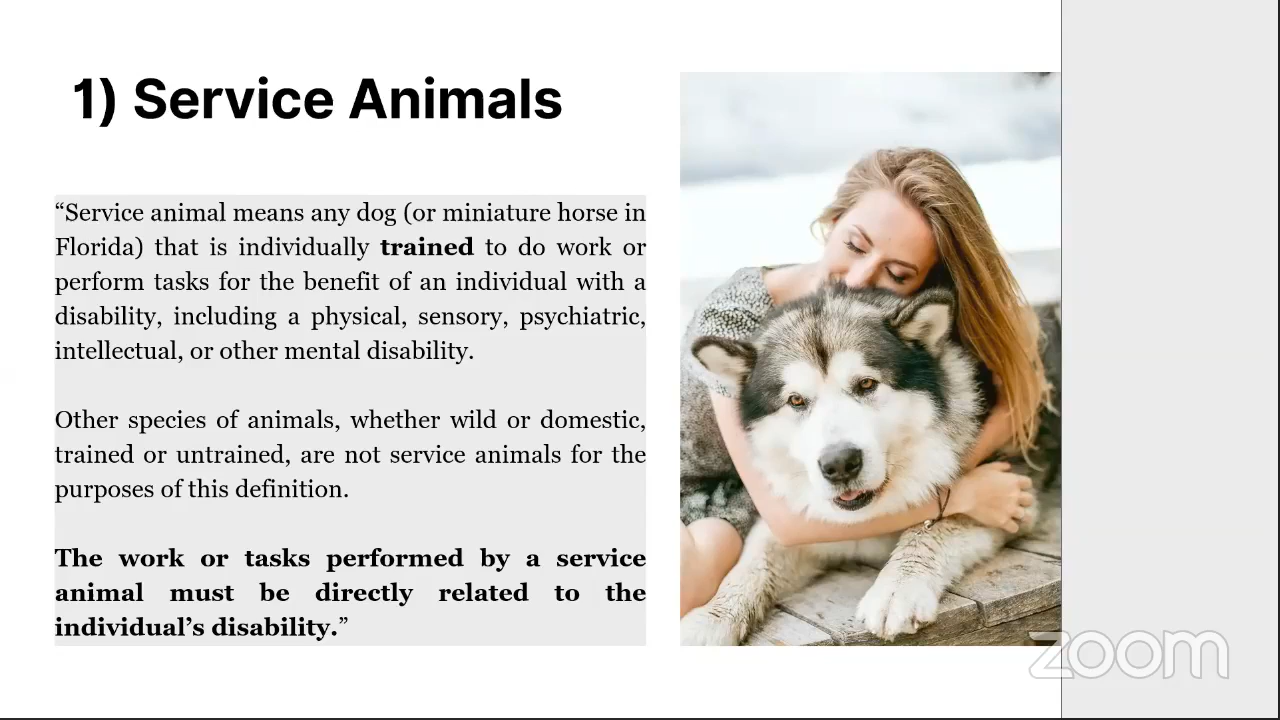 1) Service Animals
“Service animal means any dog (or miniature horse in
Florida) that is individually trained to do work or
perform tasks for the benefit of an individual with a
disability, including a physical, sensory, psychiatric,
intellectual, or other mental disability.
Other species of animals, whether wild or domestic,
trained or untrained, are not service animals for the
purposes of this definition.
The work or tasks performed by a service
animal must be directly related to the
individual’s disability.”
zoom